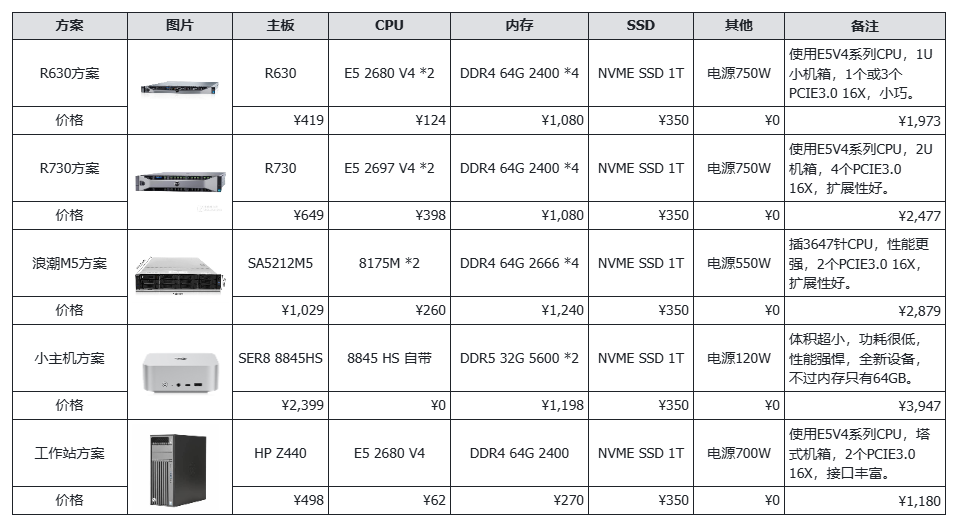 方案 图片 主板 CPU 内存 SSD 其他 备注
R630方案 R630 E5 2680 V4 *2 DDR4 64G 2400 *4 NVME SSD 1T 电源750W 使用E5V4系列CPU，1U
小机箱，1个或3个
PCIE3.0 16X，小巧。
价格 ¥419 ¥124 ¥1,080 ¥350 ¥0 ¥1,973
R730方案 R730 E5 2697 V4 *2 DDR4 64G 2400 *4 NVME SSD 1T 电源750W 使用E5V4系列CPU，2U
机箱，4个PCIE3.0
16X，扩展性好。
价格 ¥649 ¥398 ¥1,080 ¥350 ¥0 ¥2,477
浪潮M5方案 SA5212M5 8175M *2 DDR4 64G 2666 *4 NVME SSD 1T 电源550W 插3647针CPU，性能更
强，2个PCIE3.0 16X，
扩展性好。
价格 ¥1,029 ¥260 ¥1,240 ¥350 ¥0 ¥2,879
小主机方案 SER8 8845HS 8845 HS 自带 DDR5 32G 5600 *2 NVME SSD 1T 电源120W 体积超小，功耗很低，
性能强悍，全新设备，
不过内存只有64GB。
价格 ¥2,399 ¥0 ¥1,198 ¥350 ¥0 ¥3,947
工作站方案 HP Z440 E5 2680 V4 DDR4 64G 2400 NVME SSD 1T 电源700W 使用E5V4系列CPU，塔
式机箱，2个PCIE3.0
16X，接口丰富。
价格 ¥498 ¥62 ¥270 ¥350 ¥0 ¥1,180